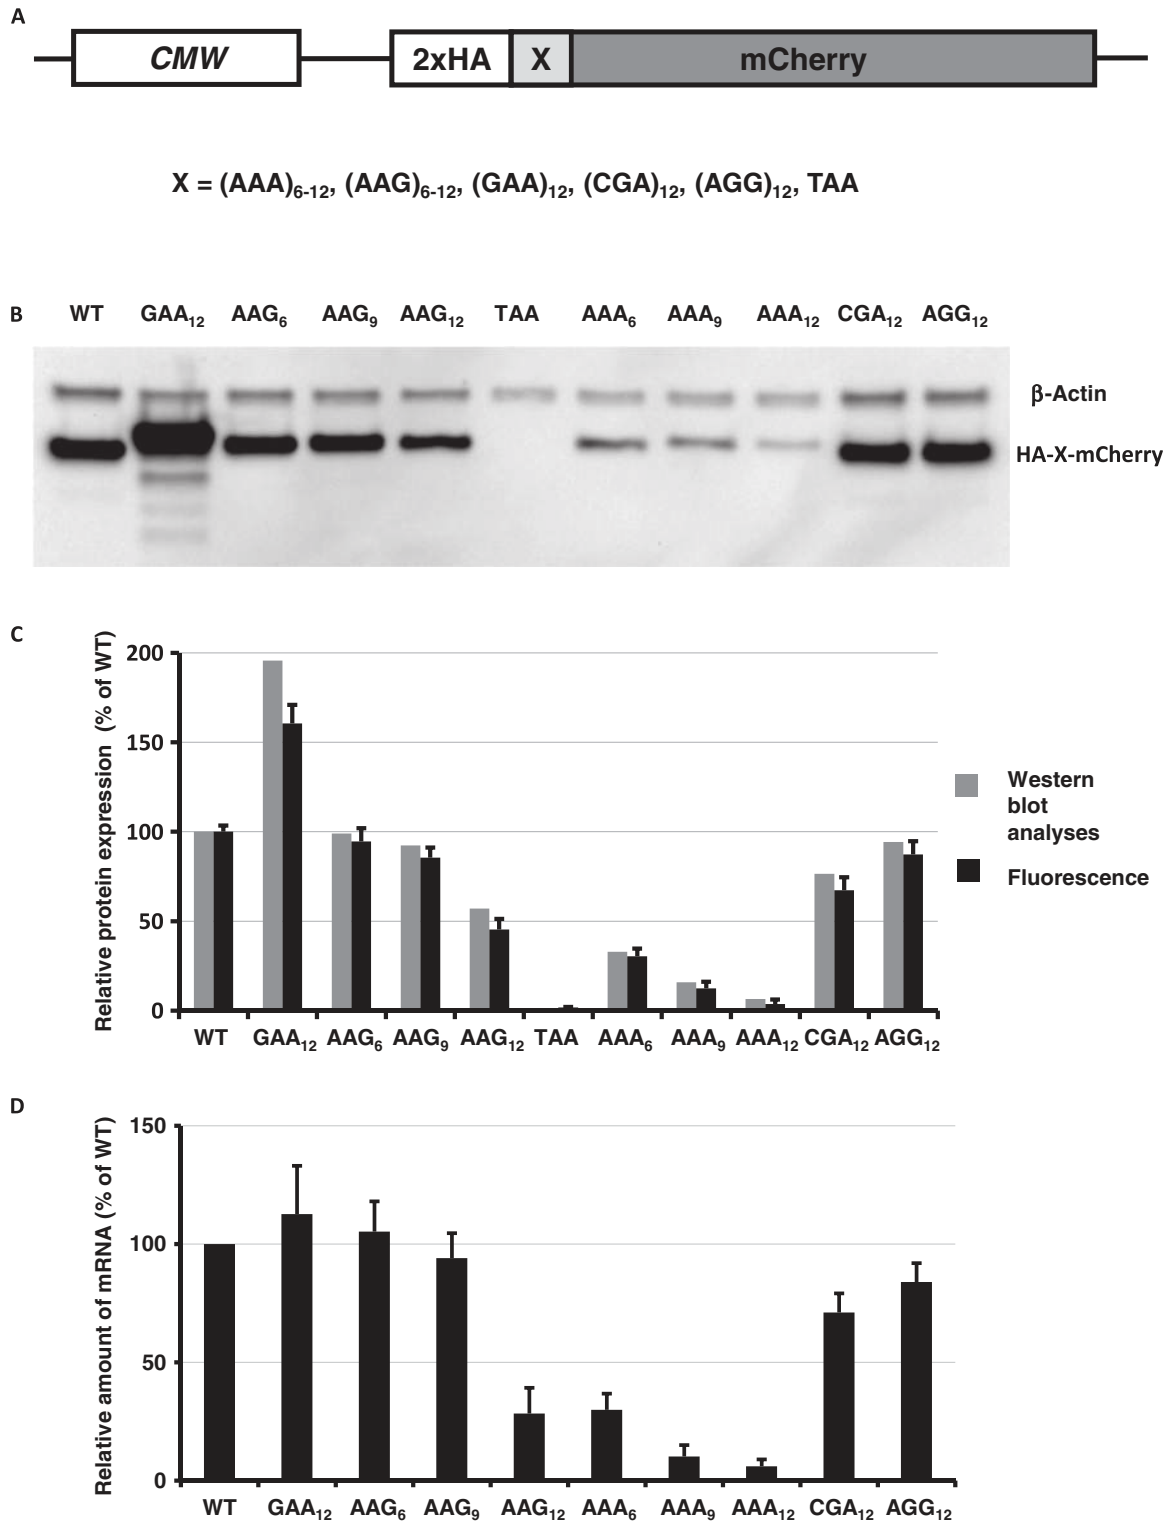 A
CMW 2xHA X mCherry
X = (AAA)6-12, (AAG)6-12, (GAA)12, (CGA)12, (AGG)12, TAA
B
WT GAA12 AAG6 AAG9 AAG12 TAA AAA6 AAA9 AAA12 CGA12 AGG12
β-Actin
HA-X-mCherry
C
Relative protein expression (% of WT)
200
150
100
50
0
WT GAA12 AAG6 AAG9 AAG12 TAA AAA6 AAA9 AAA12 CGA12 AGG12
Western
blot
analyses
Fluorescence
D
Relative amount of mRNA (% of WT)
150
100
50
0
WT GAA12 AAG6 AAG9 AAG12 AAA6 AAA9 AAA12 CGA12 AGG12